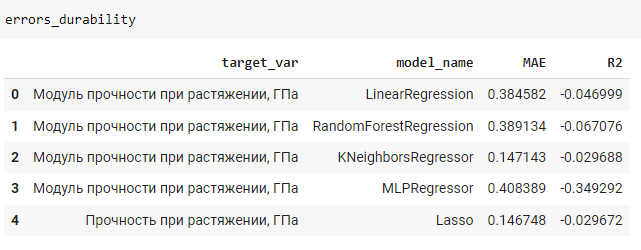 errors_durability
target_var model_name MAE R2
0 Модуль прочности при растяжении, ГПа LinearRegression 0.384582 -0.046999
1 Модуль прочности при растяжении, ГПа RandomForestRegression 0.389134 -0.067076
2 Модуль прочности при растяжении, ГПа KNeighborsRegressor 0.147143 -0.029688
3 Модуль прочности при растяжении, ГПа MLPRegressor 0.408389 -0.349292
4 Прочность при растяжении, ГПа Lasso 0.146748 -0.029672